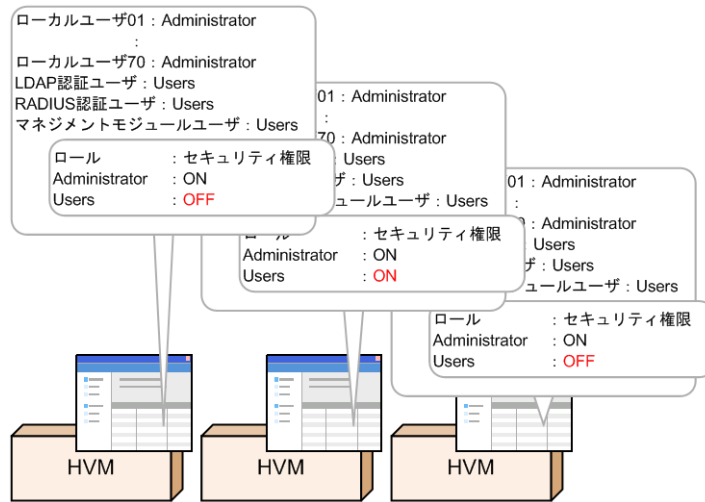 ローカルユーザ01：Administrator
：
ローカルユーザ70：Administrator
LDAP認証ユーザ：Users
RADIUS認証ユーザ：Users
マネジメントモジュールユーザ：Users
ロール ：セキュリティ権限
Administrator ：ON
Users ：OFF
01：Administrator
：
70：Administrator
：Users
ザ：Users
ュールユーザ：Users
ロール ：セキュリティ権限
Administrator ：ON
Users ：ON
01：Administrator
：
：Administrator
：Users
ザ：Users
ュールユーザ：Users
ロール ：セキュリティ権限
Administrator ：ON
Users ：OFF
HVM
HVM
HVM